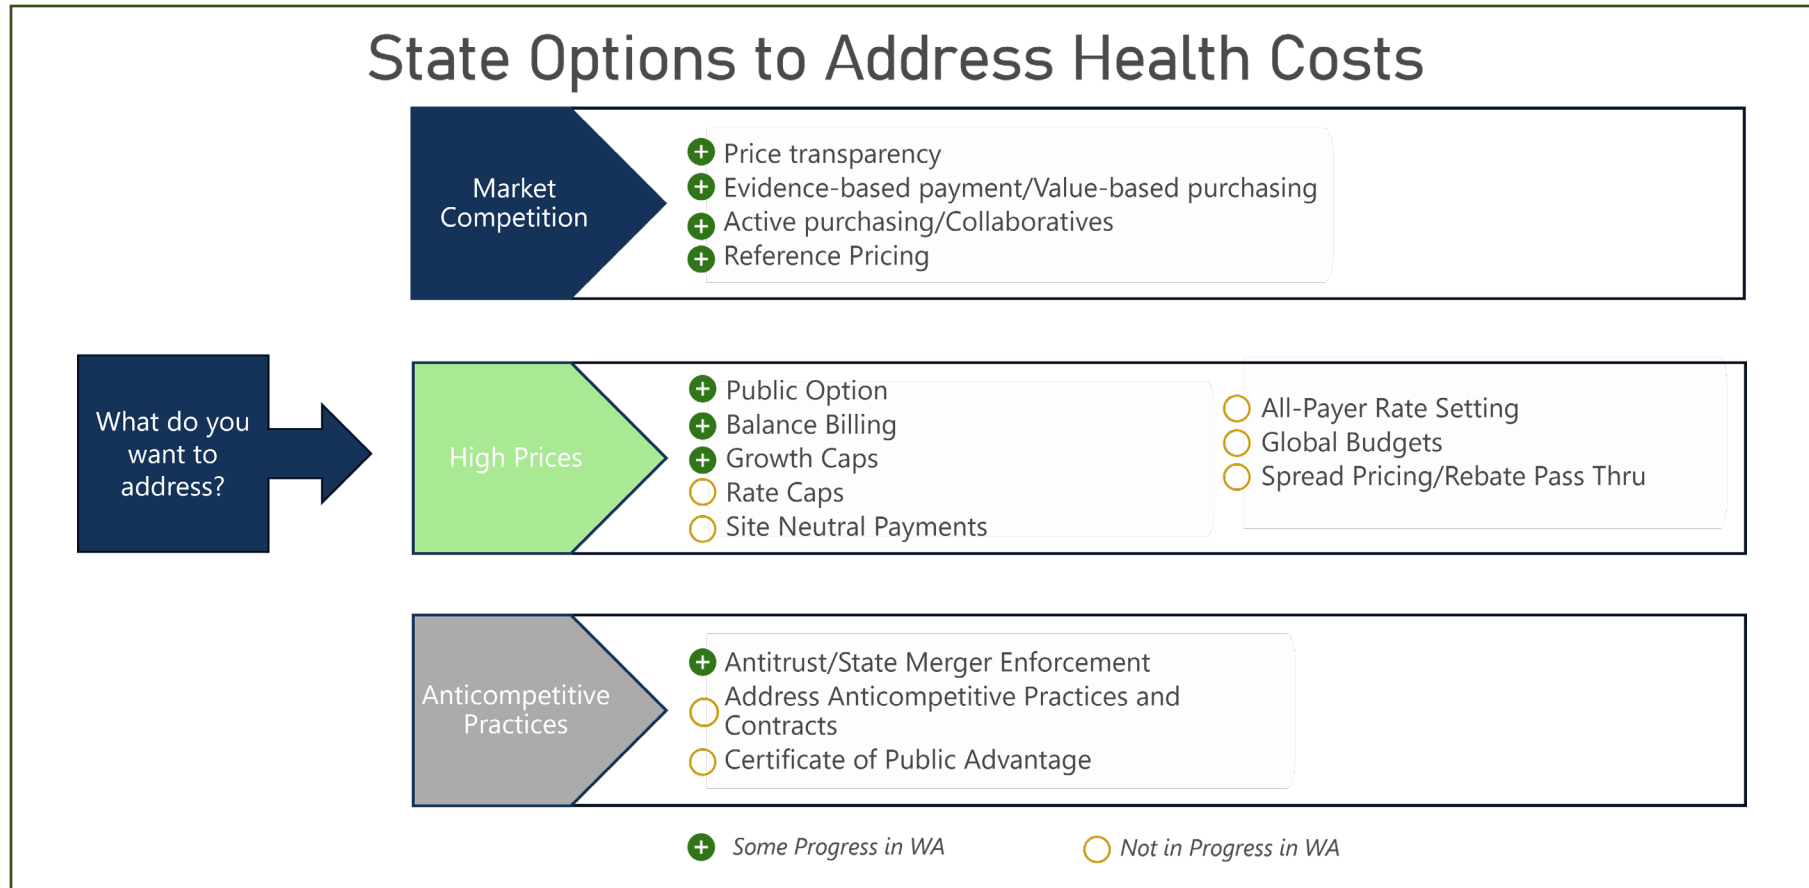 State Options to Address Health Costs
Market
Competition
Price transparency
Evidence-based payment/Value-based purchasing
Active purchasing/Collaboratives
Reference Pricing
What do you
want to
address?
High Prices
Public Option
Balance Billing
Growth Caps
Rate Caps
Site Neutral Payments
All-Payer Rate Setting
Global Budgets
Spread Pricing/Rebate Pass Thru
Anticompetitive
Practices
Antitrust/State Merger Enforcement
Address Anticompetitive Practices and
Contracts
Certificate of Public Advantage
Some Progress in WA
Not in Progress in WA